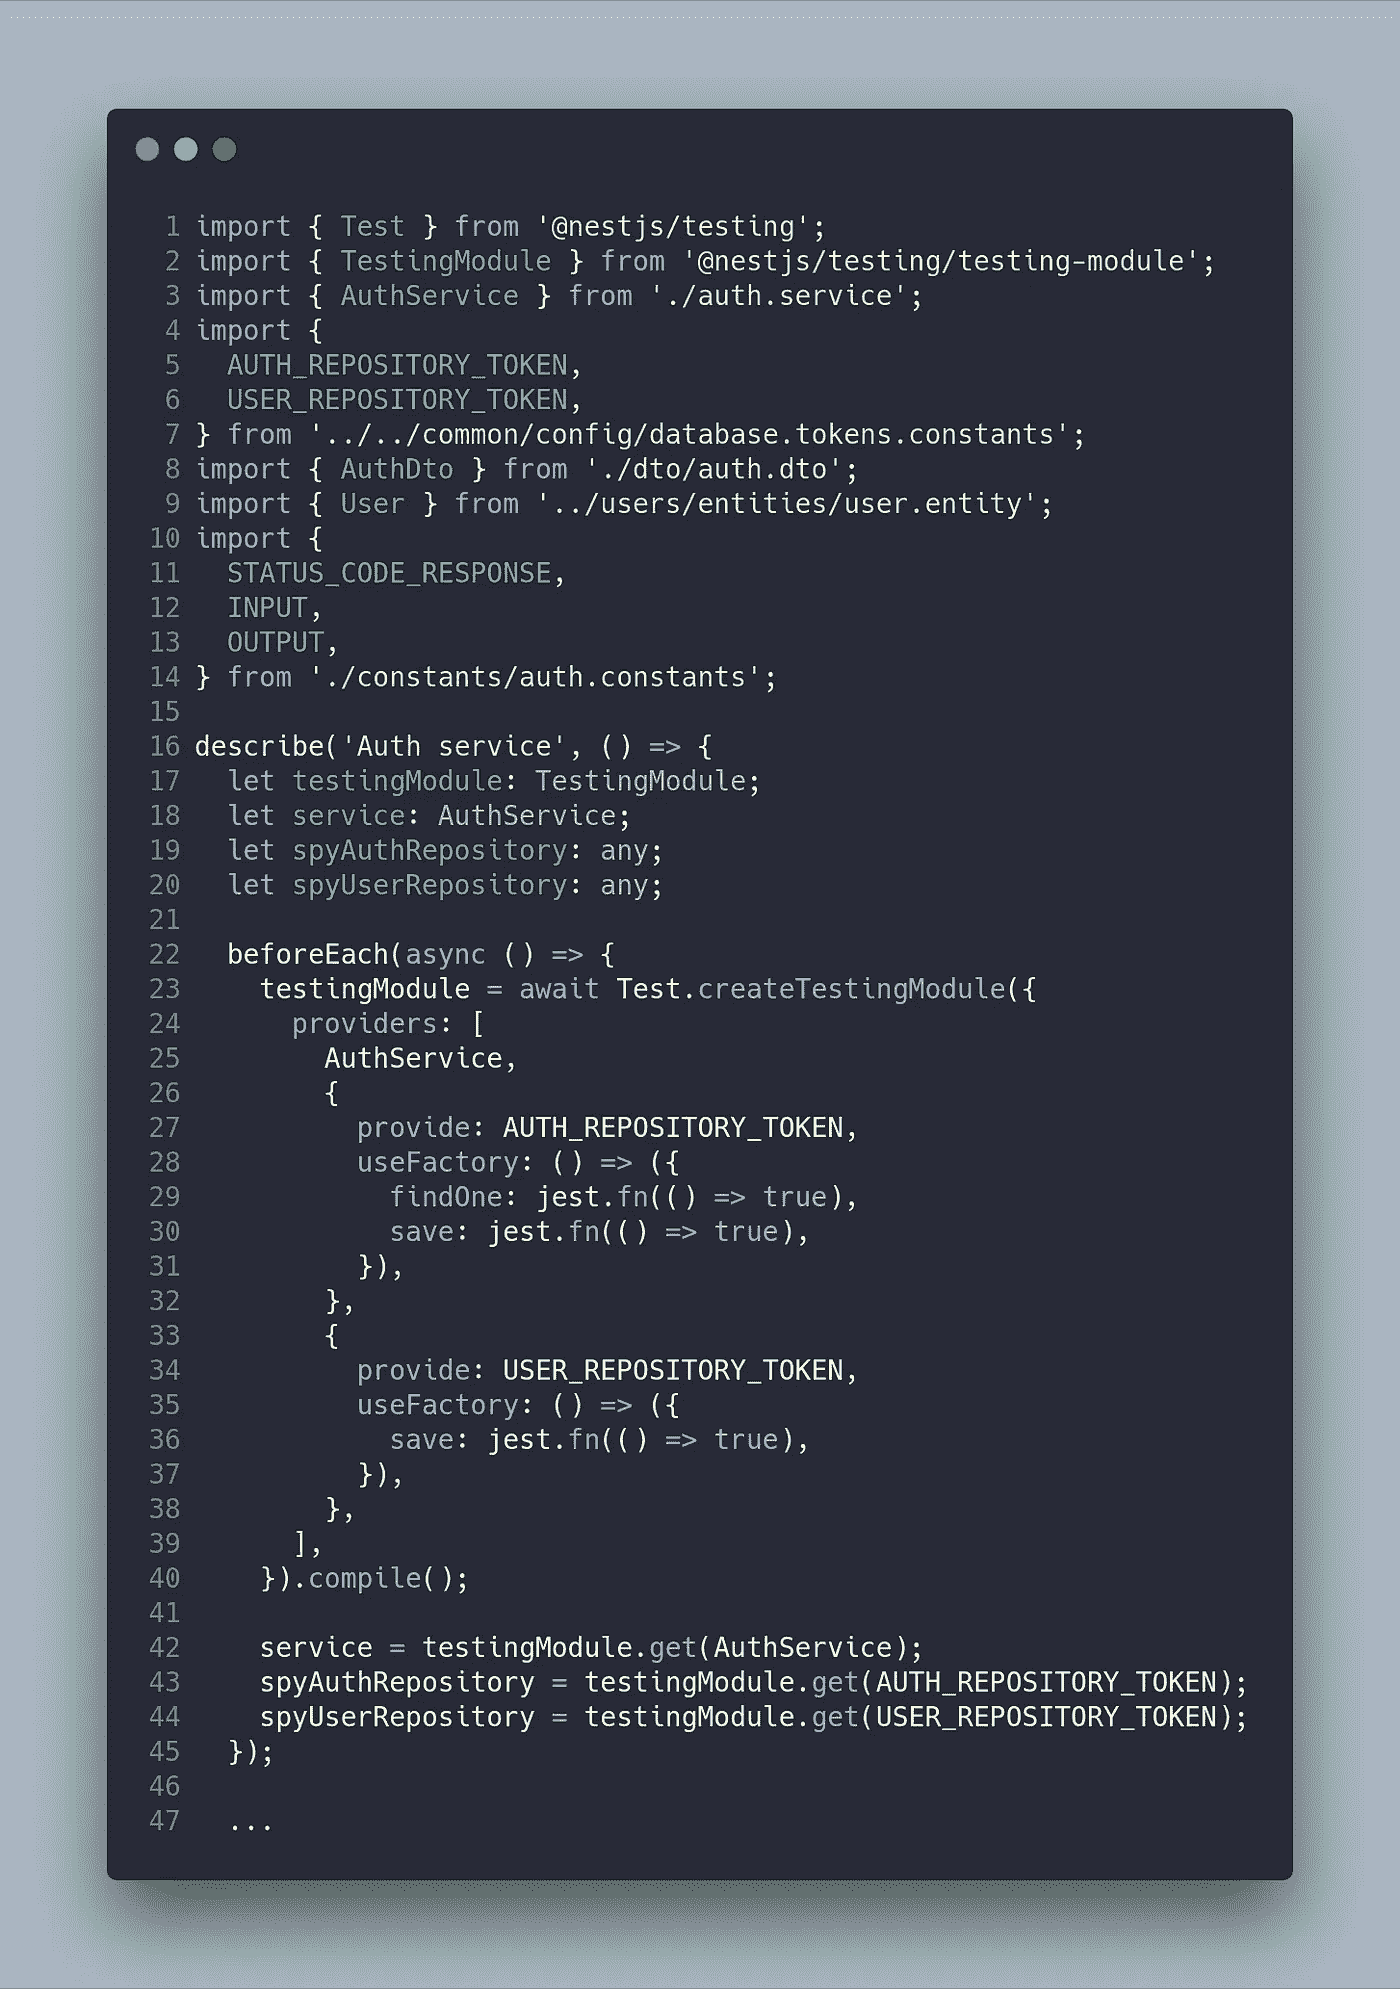 1 import { Test } from '@nestjs/testing';
2 import { TestingModule } from '@nestjs/testing/testing-module';
3 import { AuthService } from './auth.service';
4 import {
5   AUTH_REPOSITORY_TOKEN,
6   USER_REPOSITORY_TOKEN,
7 } from '../../common/config/database.tokens.constants';
8 import { AuthDto } from './dto/auth.dto';
9 import { User } from '../users/entities/user.entity';
10 import {
11   STATUS_CODE_RESPONSE,
12   INPUT,
13   OUTPUT,
14 } from './constants/auth.constants';
15
16 describe('Auth service', () => {
17   let testingModule: TestingModule;
18   let service: AuthService;
19   let spyAuthRepository: any;
20   let spyUserRepository: any;
21
22   beforeEach(async () => {
23     testingModule = await Test.createTestingModule({
24       providers: [
25         AuthService,
26         {
27           provide: AUTH_REPOSITORY_TOKEN,
28           useFactory: () => ({
29             findOne: jest.fn(() => true),
30             save: jest.fn(() => true),
31           }),
32         },
33         {
34           provide: USER_REPOSITORY_TOKEN,
35           useFactory: () => ({
36             save: jest.fn(() => true),
37           }),
38         },
39       ],
40     }).compile();
41
42     service = testingModule.get(AuthService);
43     spyAuthRepository = testingModule.get(AUTH_REPOSITORY_TOKEN);
44     spyUserRepository = testingModule.get(USER_REPOSITORY_TOKEN);
45   });
46
47   ...